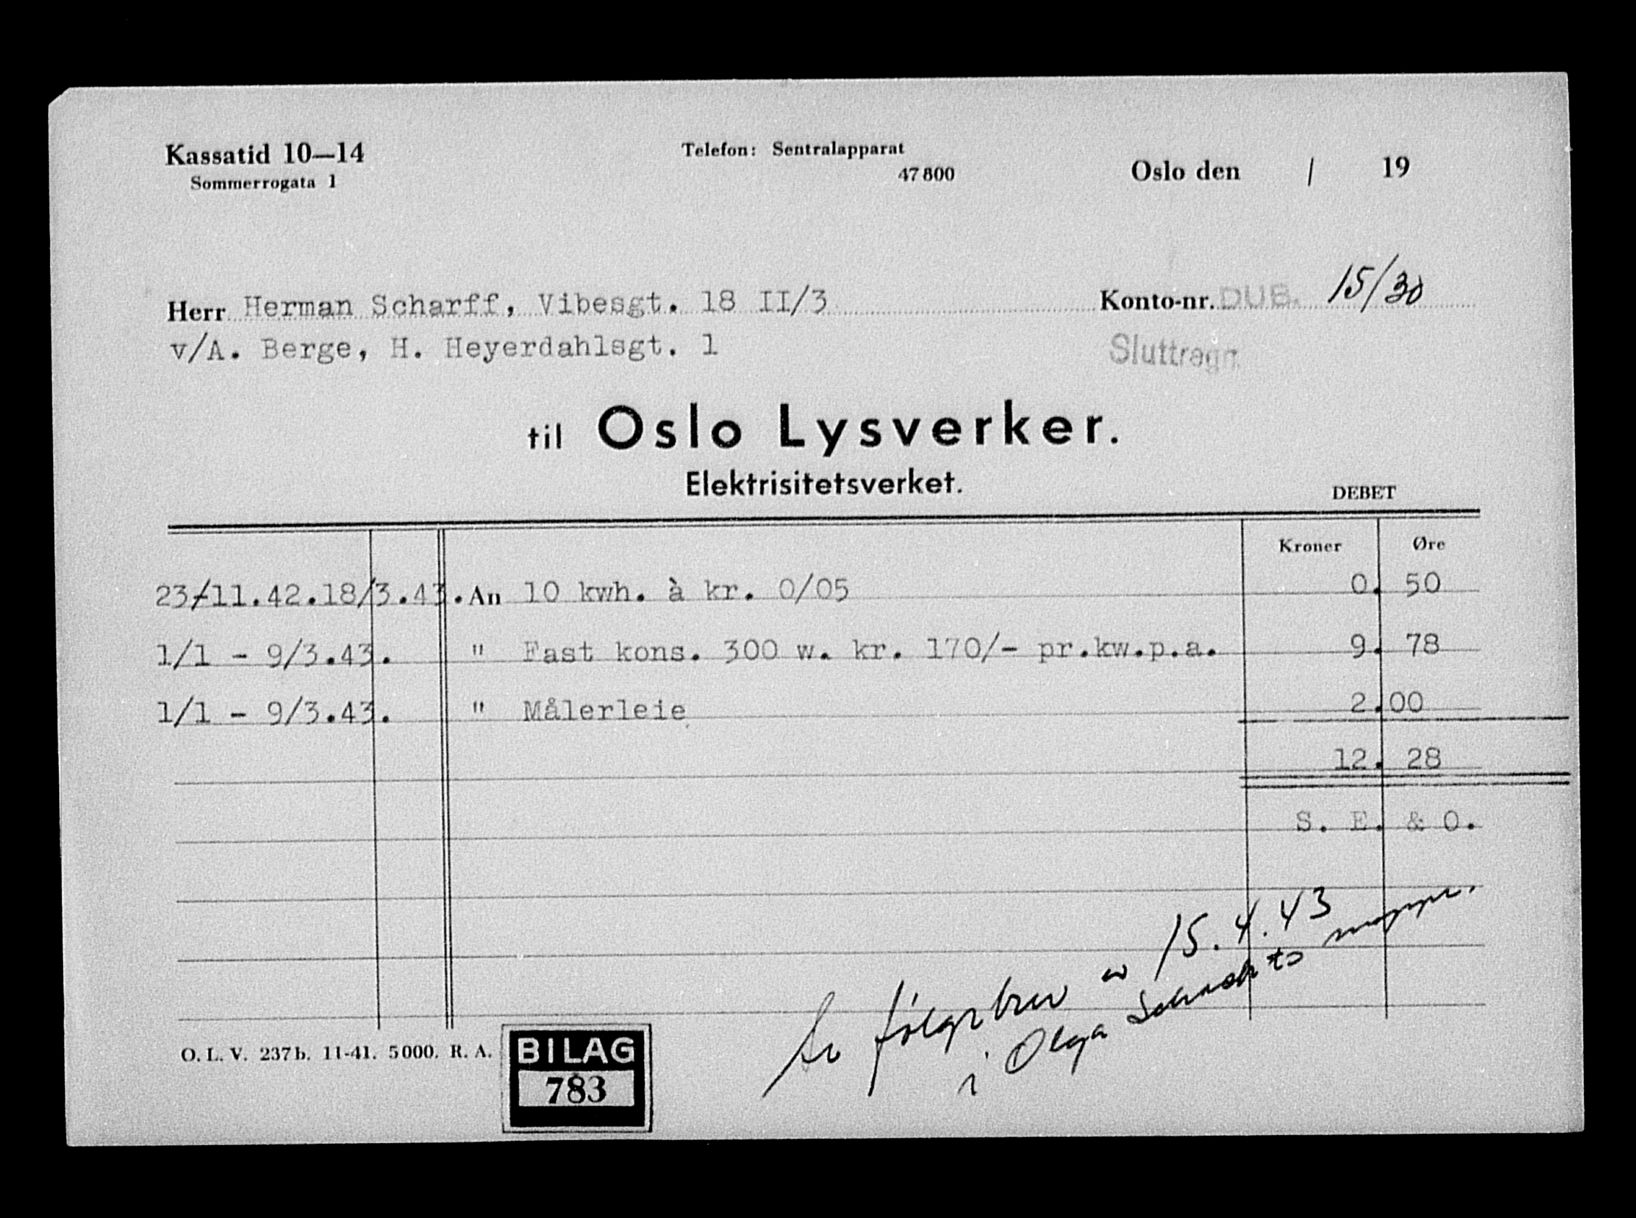 Kassatid 10—14
Sommerrogata 1
Telefon: Sentralapparat
47 800
Oslo den / 19
Herr Herman Scharff, Vibesgt. 18 II/3
Konto-nr. DUB. 15/30
v/A. Berge, H. Heyerdahlsgt. 1
Sluttregn.
til Oslo Lysverker.
Elektrisitetsverket.
DEBET
Kroner Øre
23/11.42.18/3.43. An 10 kwh. à kr. 0/05 0. 50
1/1 - 9/3.43. " Fast kons. 300 w. kr. 170/- pr.kw.p.a. 9. 78
1/1 - 9/3.43. " Målerleie 2.00
12. 28
S. E. & O.
følgebrev av 15.4.43
i Olga mappe.
O. L. V. 237b. 11-41. 5000. R. A.
BILAG
783